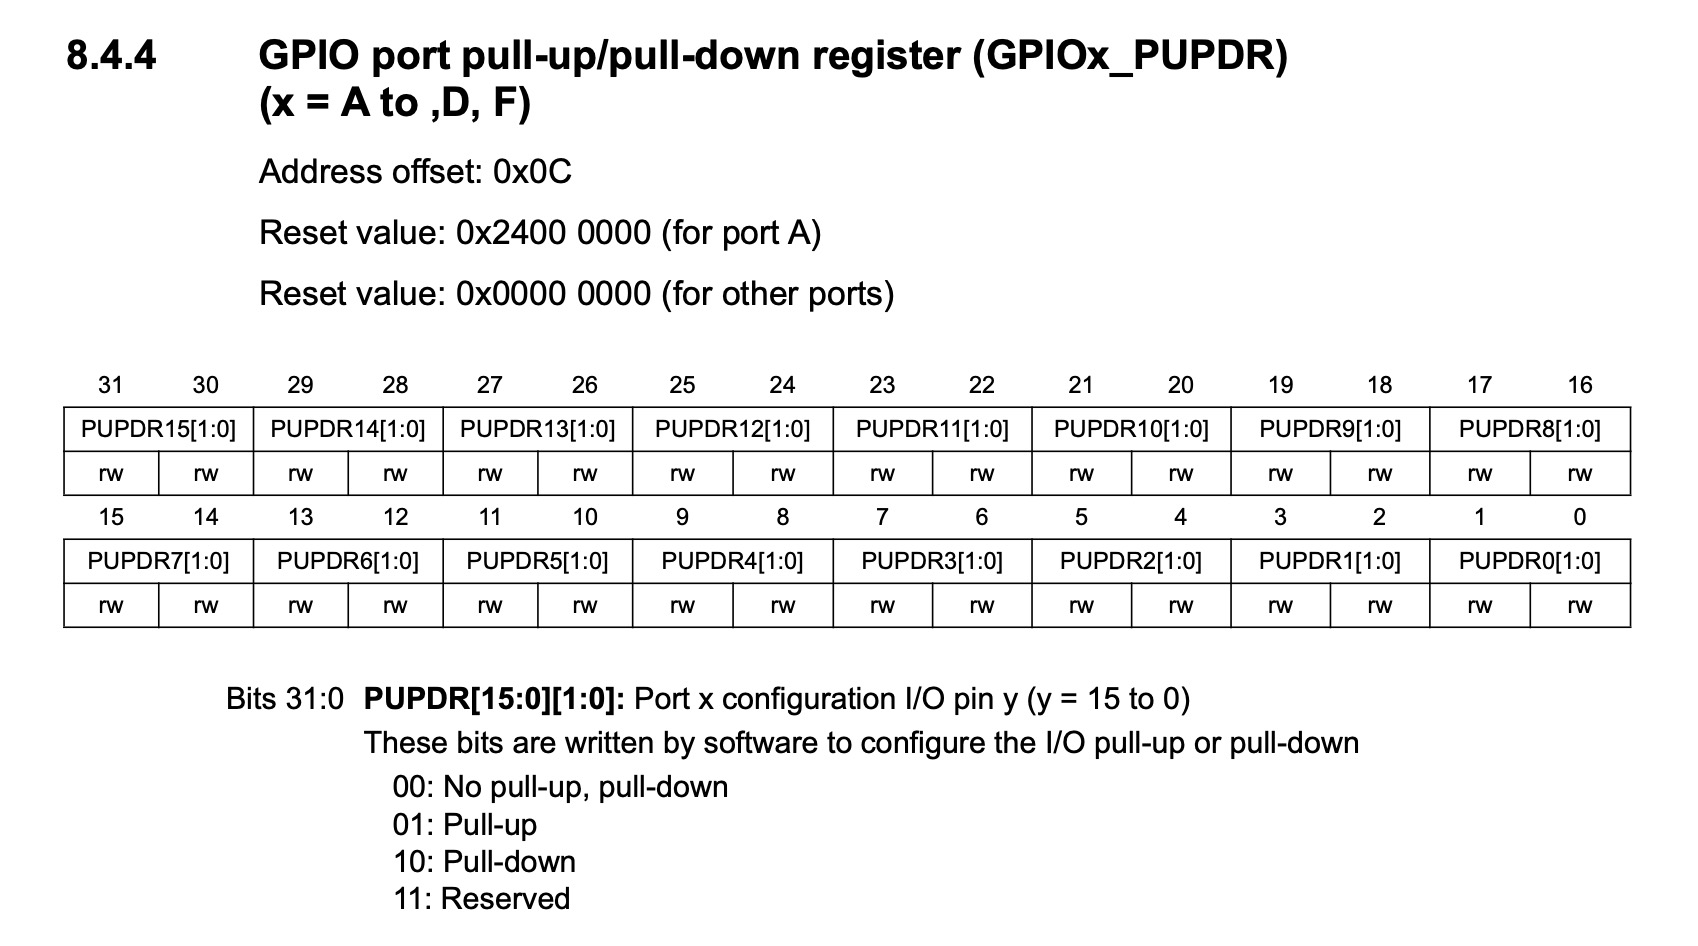 8.4.4 GPIO port pull-up/pull-down register (GPIOx_PUPDR)
(x = A to ,D, F)
Address offset: 0x0C
Reset value: 0x2400 0000 (for port A)
Reset value: 0x0000 0000 (for other ports)
31 30 29 28 27 26 25 24 23 22 21 20 19 18 17 16
PUPDR15[1:0] PUPDR14[1:0] PUPDR13[1:0] PUPDR12[1:0] PUPDR11[1:0] PUPDR10[1:0] PUPDR9[1:0] PUPDR8[1:0]
rw rw rw rw rw rw rw rw rw rw rw rw rw rw rw rw
15 14 13 12 11 10 9 8 7 6 5 4 3 2 1 0
PUPDR7[1:0] PUPDR6[1:0] PUPDR5[1:0] PUPDR4[1:0] PUPDR3[1:0] PUPDR2[1:0] PUPDR1[1:0] PUPDR0[1:0]
rw rw rw rw rw rw rw rw rw rw rw rw rw rw rw rw
Bits 31:0 PUPDR[15:0][1:0]: Port x configuration I/O pin y (y = 15 to 0)
These bits are written by software to configure the I/O pull-up or pull-down
00: No pull-up, pull-down
01: Pull-up
10: Pull-down
11: Reserved